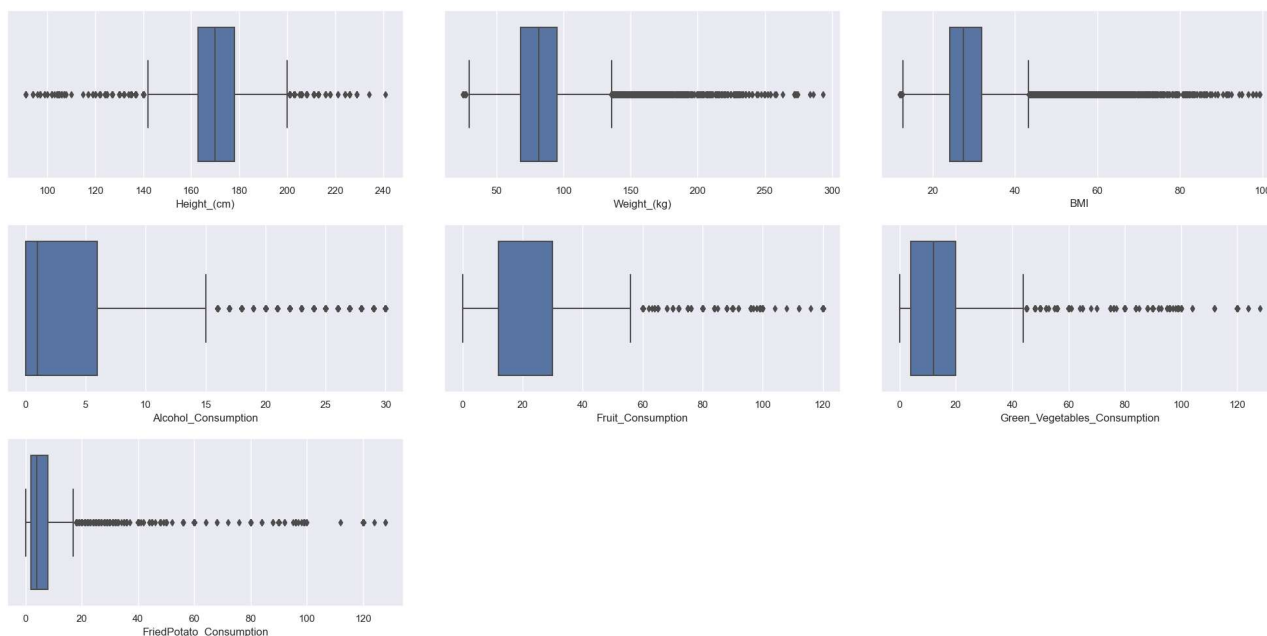 100 120 140 160 180 200 220 240
Height_(cm)
50 100 150 200 250 300
Weight_(kg)
20 40 60 80 100
BMI
0 5 10 15 20 25 30
Alcohol_Consumption
0 20 40 60 80 100 120
Fruit_Consumption
0 20 40 60 80 100 120
Green_Vegetables_Consumption
0 20 40 60 80 100 120
FriedPotato_Consumption